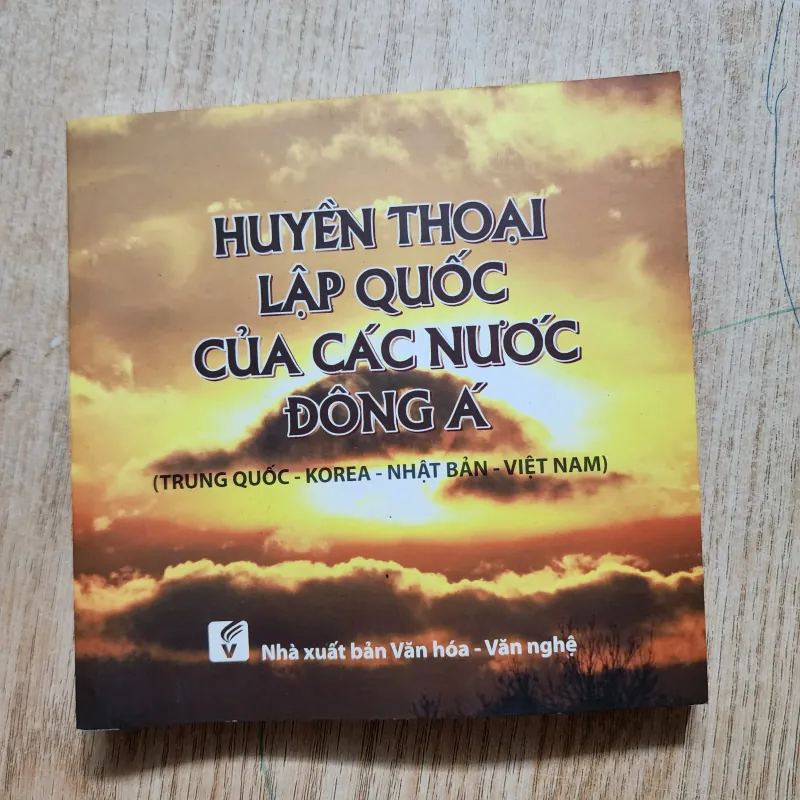 HUYỀN THOẠI
LẬP QUỐC
CỦA CÁC NƯỚC
ĐÔNG Á
(TRUNG QUỐC - KOREA - NHẬT BẢN - VIỆT NAM)
V
Nhà xuất bản Văn hóa - Văn nghệ